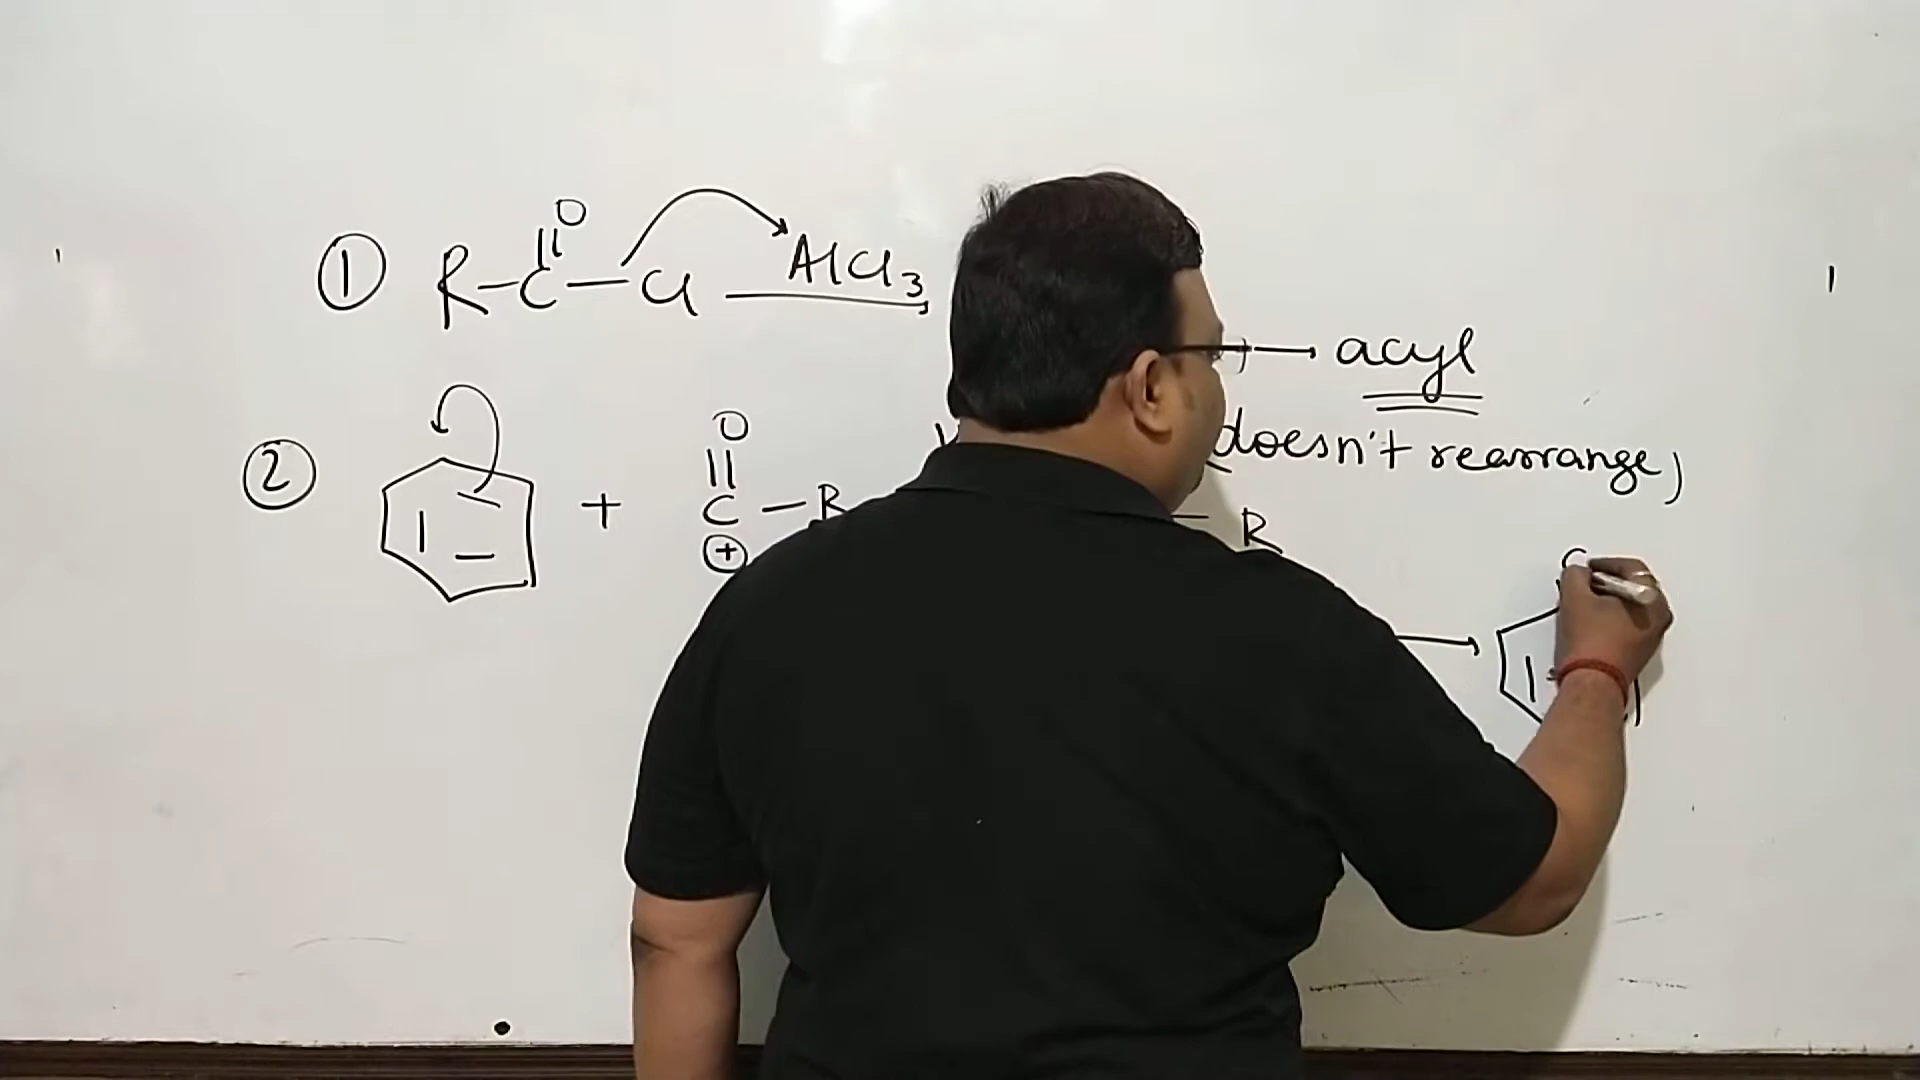 ① R-C-Cl AlCl3
O
acyl
(doesn't rearrange)
② + C-R
O
⊕
R